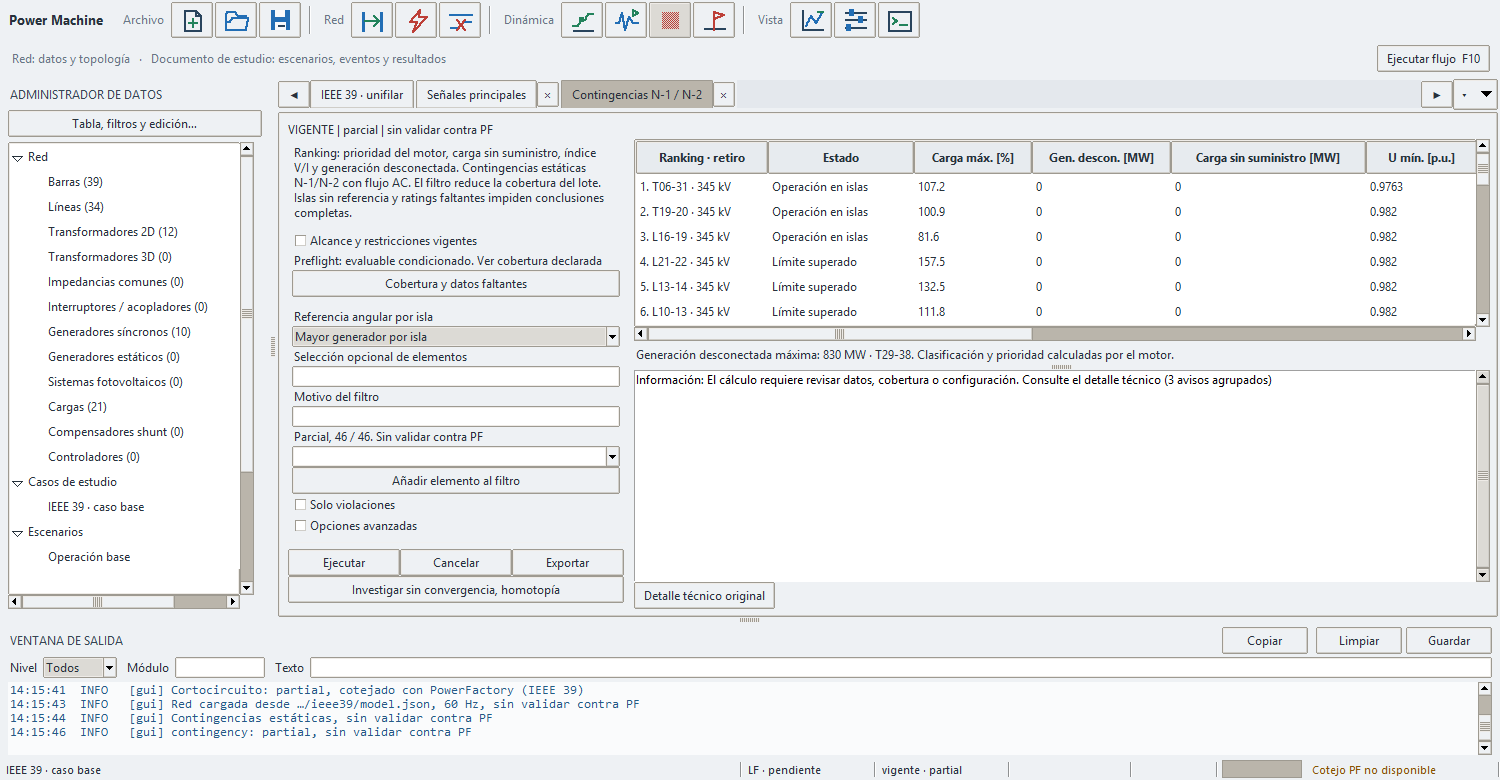 Power Machine Archivo Red Dinámica Vista
Red: datos y topología · Documento de estudio: escenarios, eventos y resultados
Ejecutar flujo F10
ADMINISTRADOR DE DATOS
Tabla, filtros y edición...
Red
Barras (39)
Líneas (34)
Transformadores 2D (12)
Transformadores 3D (0)
Impedancias comunes (0)
Interruptores / acopladores (0)
Generadores síncronos (10)
Generadores estáticos (0)
Sistemas fotovoltaicos (0)
Cargas (21)
Compensadores shunt (0)
Controladores (0)
Casos de estudio
IEEE 39 · caso base
Escenarios
Operación base
IEEE 39 · unifilar Señales principales × Contingencias N-1 / N-2 ×
VIGENTE | parcial | sin validar contra PF
Ranking: prioridad del motor, carga sin suministro, índice
V/I y generación desconectada. Contingencias estáticas
N-1/N-2 con flujo AC. El filtro reduce la cobertura del lote.
Islas sin referencia y ratings faltantes impiden conclusiones
completas.
Alcance y restricciones vigentes
Preflight: evaluable condicionado. Ver cobertura declarada
Cobertura y datos faltantes
Referencia angular por isla
Mayor generador por isla
Selección opcional de elementos
Motivo del filtro
Parcial, 46 / 46. Sin validar contra PF
Añadir elemento al filtro
Solo violaciones
Opciones avanzadas
Ejecutar Cancelar Exportar
Investigar sin convergencia, homotopía
Ranking · retiro Estado Carga máx. [%] Gen. descon. [MW] Carga sin suministro [MW] U mín. [p.u.]
1. T06-31 · 345 kV Operación en islas 107.2 0 0 0.9763
2. T19-20 · 345 kV Operación en islas 100.9 0 0 0.982
3. L16-19 · 345 kV Operación en islas 81.6 0 0 0.982
4. L21-22 · 345 kV Límite superado 157.5 0 0 0.982
5. L13-14 · 345 kV Límite superado 132.5 0 0 0.982
6. L10-13 · 345 kV Límite superado 111.8 0 0 0.982
Generación desconectada máxima: 830 MW · T29-38. Clasificación y prioridad calculadas por el motor.
Información: El cálculo requiere revisar datos, cobertura o configuración. Consulte el detalle técnico (3 avisos agrupados)
Detalle técnico original
VENTANA DE SALIDA
Copiar Limpiar Guardar
Nivel Todos Módulo Texto
14:15:41 INFO [gui] Cortocircuito: partial, cotejado con PowerFactory (IEEE 39)
14:15:43 INFO [gui] Red cargada desde …/ieee39/model.json, 60 Hz, sin validar contra PF
14:15:44 INFO [gui] Contingencias estáticas, sin validar contra PF
14:15:46 INFO [gui] contingency: partial, sin validar contra PF
IEEE 39 · caso base LF · pendiente vigente · partial Cotejo PF no disponible